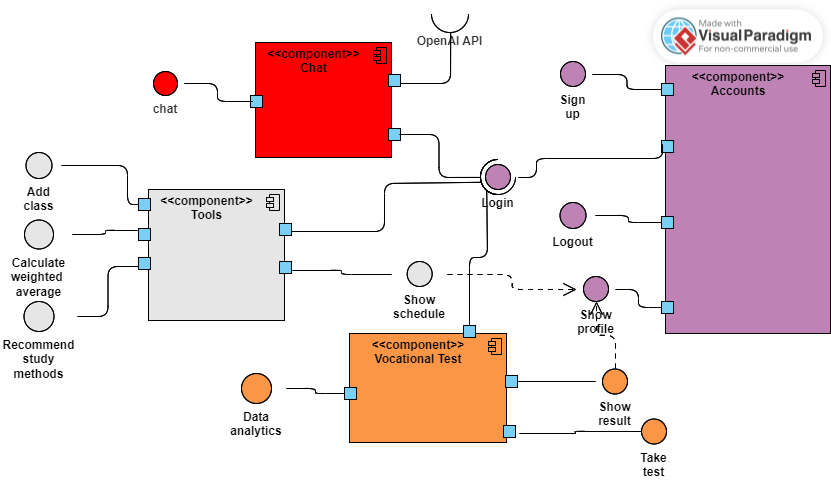 Made with
VisualParadigm
For non-commercial use
OpenAI API
<<component>>
Chat
chat
Sign
up
<<component>>
Accounts
Add
class
<<component>>
Tools
Login
Calculate
weighted
average
Logout
Show
schedule
Show
profile
Recommend
study
methods
<<component>>
Vocational Test
Data
analytics
Show
result
Take
test